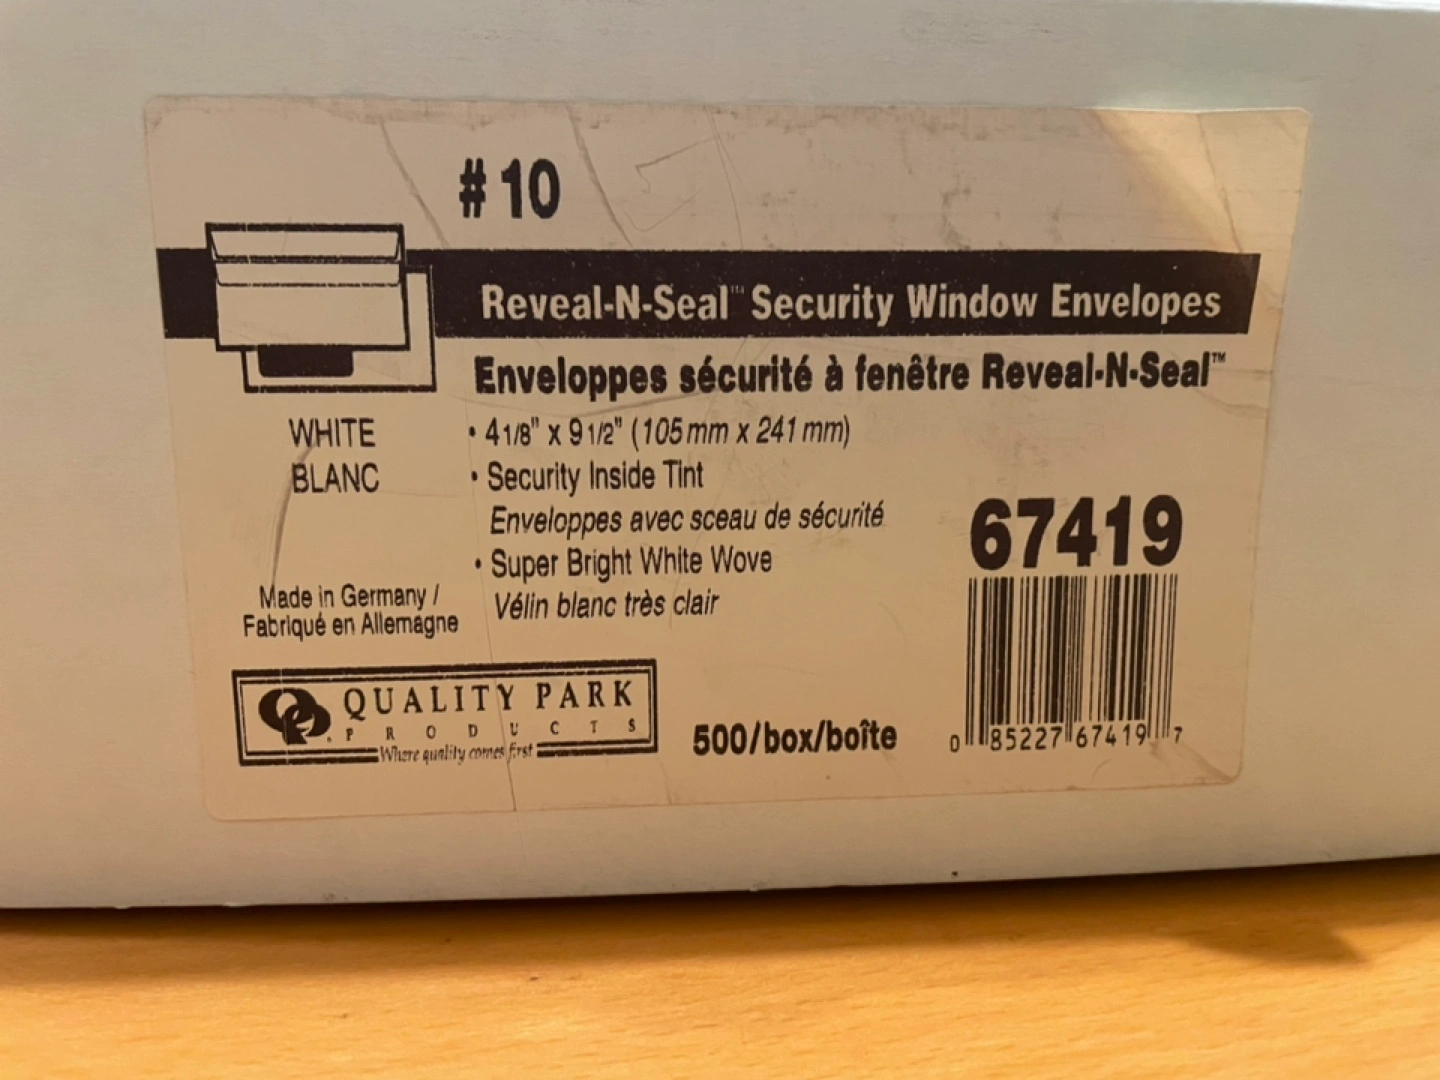 #10
Reveal-N-Seal™ Security Window Envelopes
Enveloppes sécurité à fenêtre Reveal-N-Seal™
WHITE
BLANC
• 4 1/8" x 9 1/2" (105 mm x 241 mm)
• Security Inside Tint
Enveloppes avec sceau de sécurité
• Super Bright White Wove
Vélin blanc très clair
Made in Germany /
Fabriqué en Allemagne
67419
0 85227 67419 7
QUALITY PARK
PRODUCTS
Where quality comes first
500/box/boîte